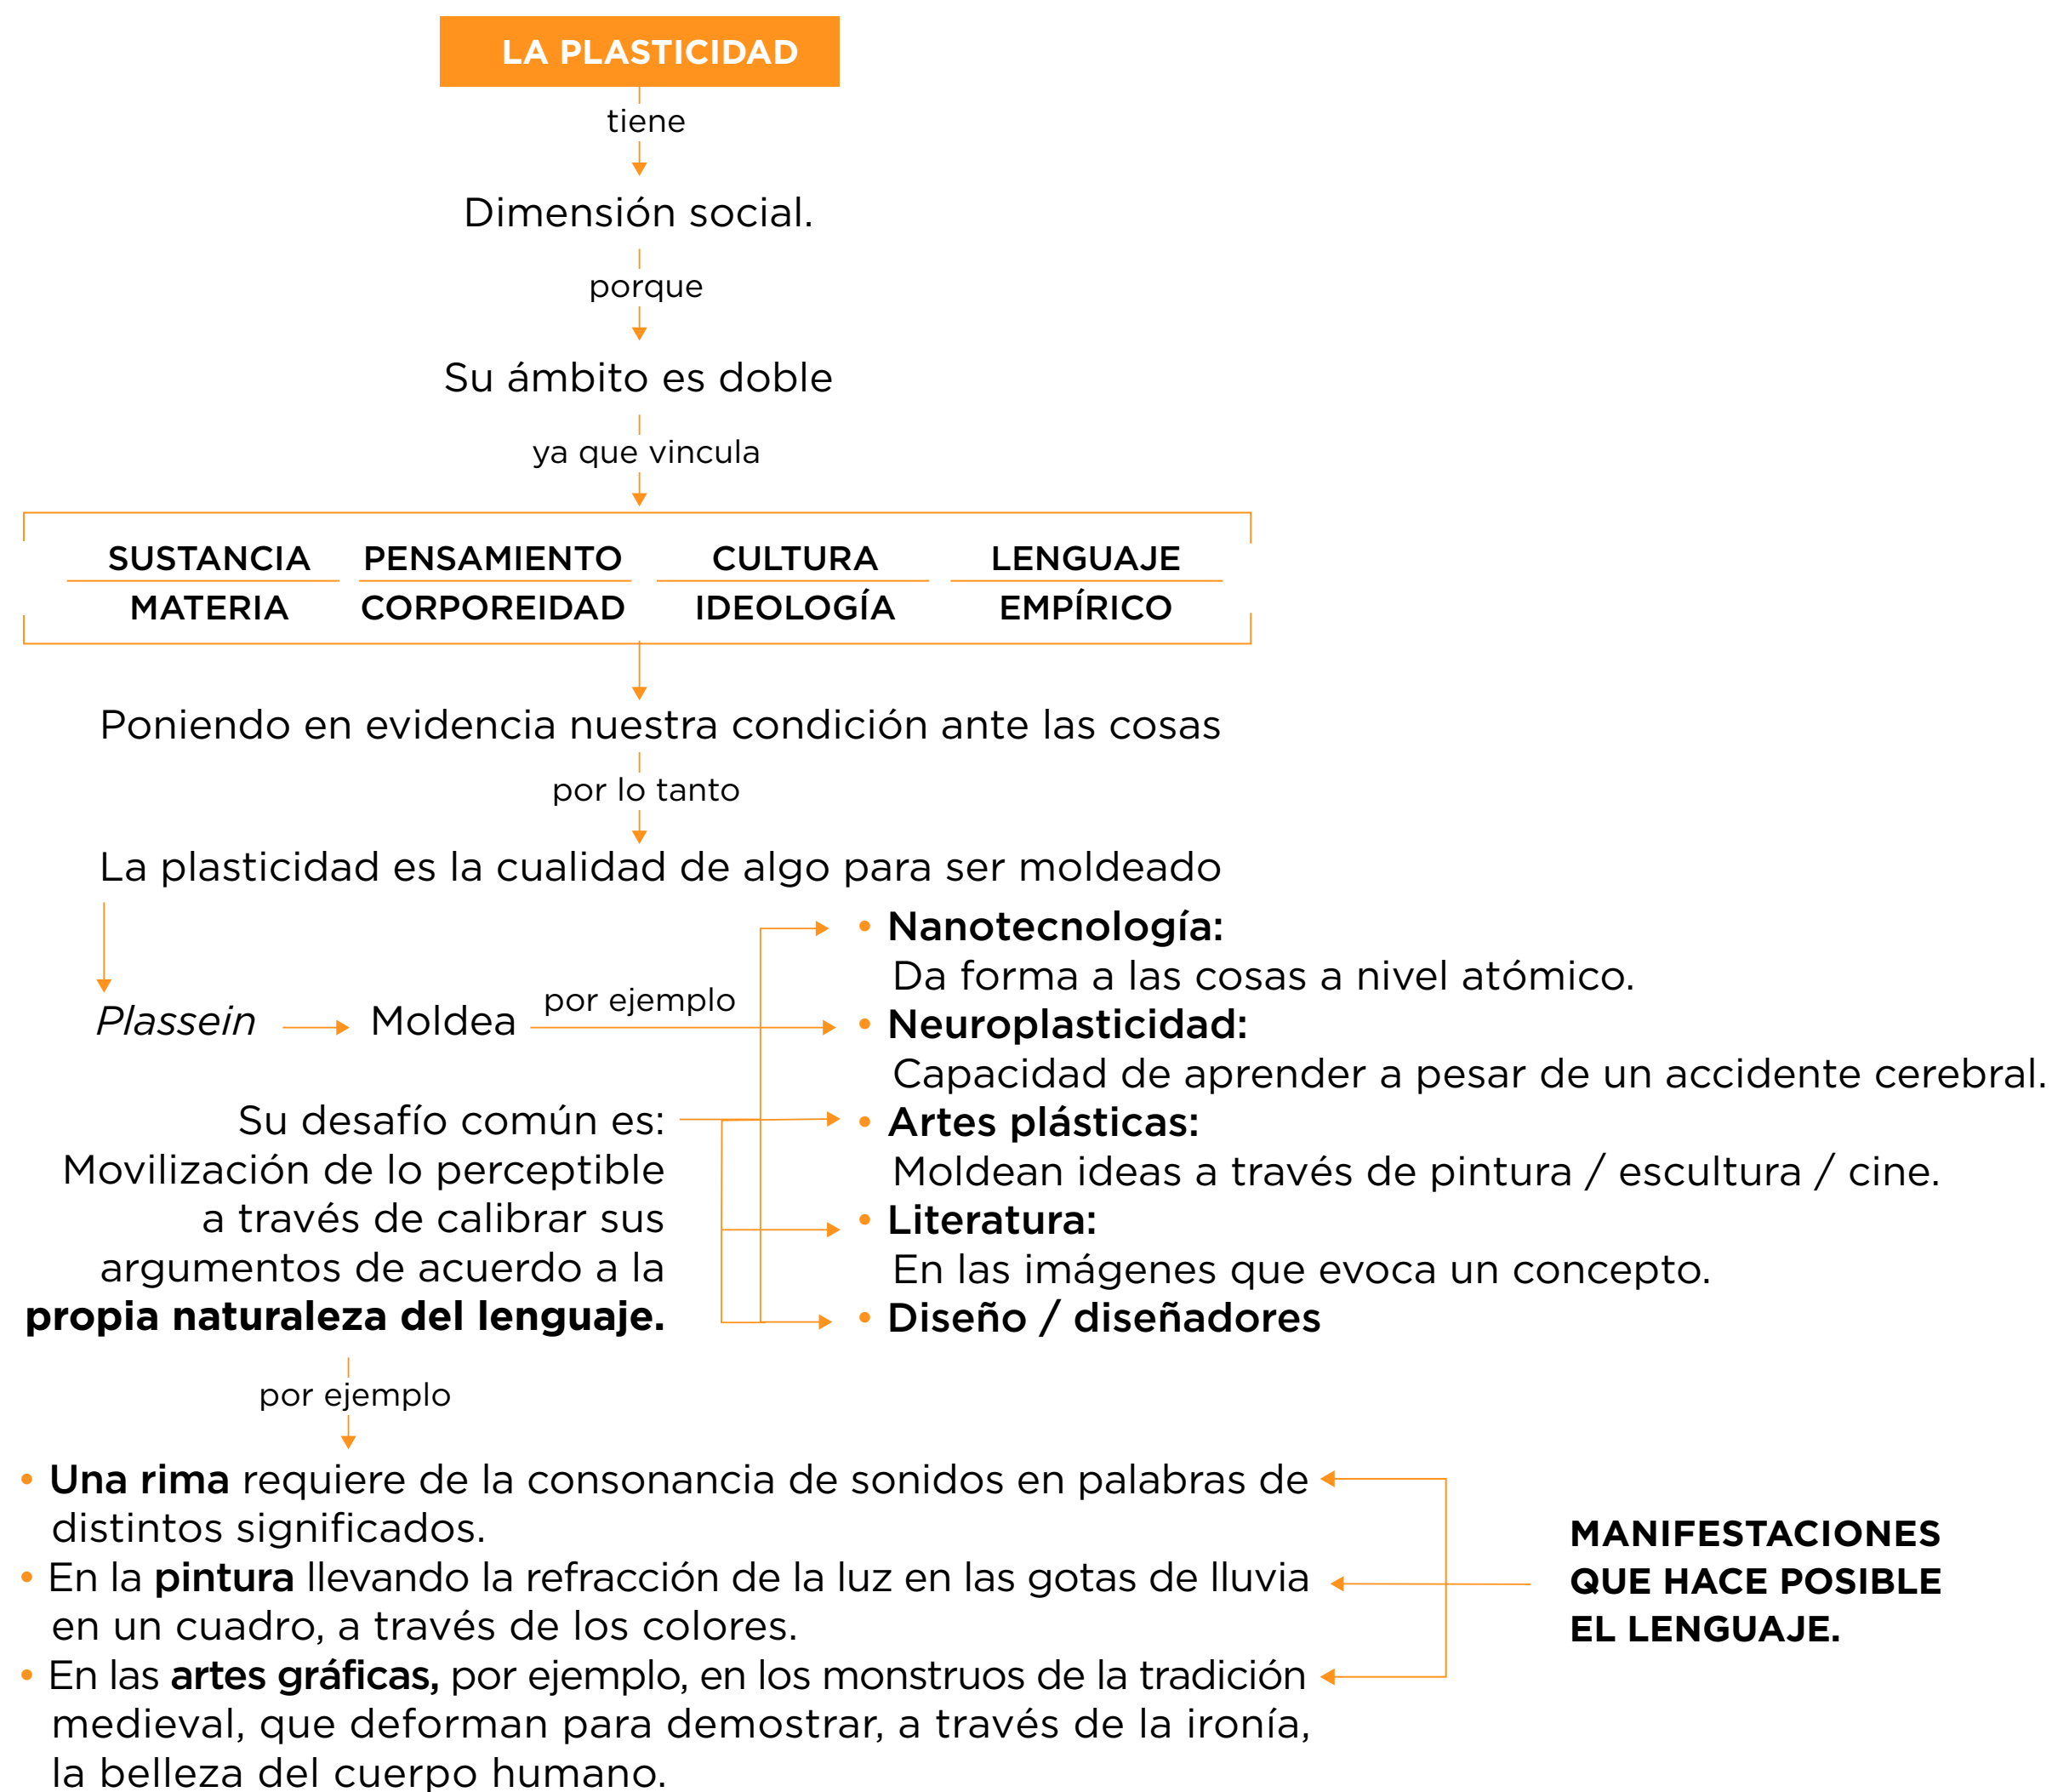 LA PLASTICIDAD
tiene
Dimensión social.
porque
Su ámbito es doble
ya que vincula
SUSTANCIA PENSAMIENTO CULTURA LENGUAJE
MATERIA CORPOREIDAD IDEOLOGÍA EMPÍRICO
Poniendo en evidencia nuestra condición ante las cosas
por lo tanto
La plasticidad es la cualidad de algo para ser moldeado
Plassein Moldea por ejemplo
• Nanotecnología:
Da forma a las cosas a nivel atómico.
• Neuroplasticidad:
Capacidad de aprender a pesar de un accidente cerebral.
• Artes plásticas:
Moldean ideas a través de pintura / escultura / cine.
• Literatura:
En las imágenes que evoca un concepto.
• Diseño / diseñadores
Su desafío común es:
Movilización de lo perceptible
a través de calibrar sus
argumentos de acuerdo a la
propia naturaleza del lenguaje.
por ejemplo
• Una rima requiere de la consonancia de sonidos en palabras de
distintos significados.
• En la pintura llevando la refracción de la luz en las gotas de lluvia
en un cuadro, a través de los colores.
• En las artes gráficas, por ejemplo, en los monstruos de la tradición
medieval, que deforman para demostrar, a través de la ironía,
la belleza del cuerpo humano.
MANIFESTACIONES
QUE HACE POSIBLE
EL LENGUAJE.